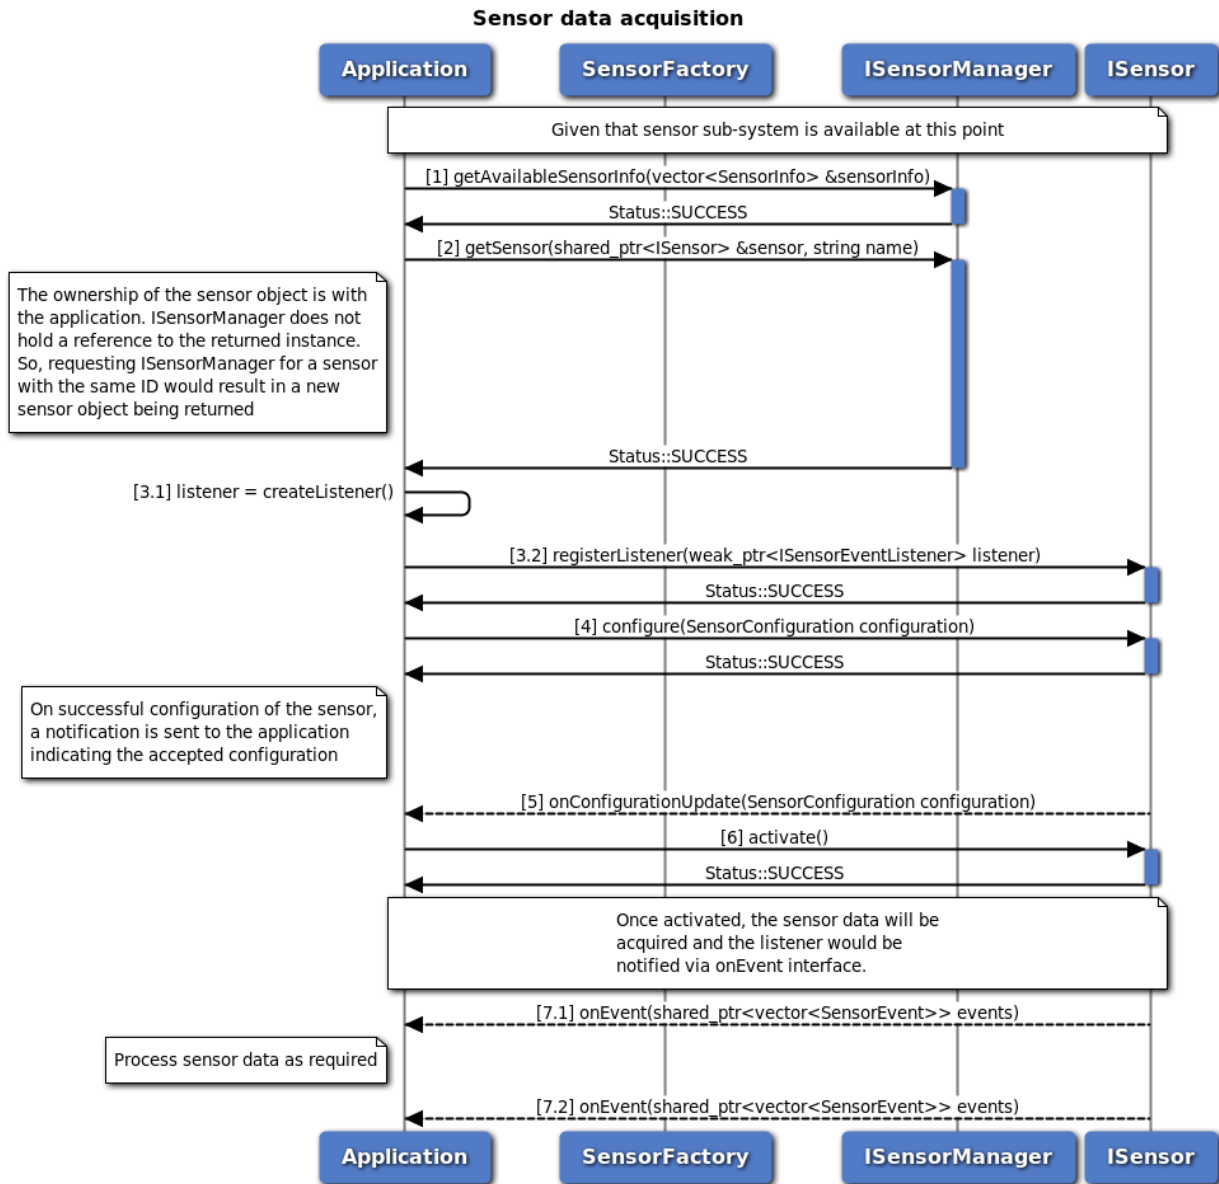 Sensor data acquisition
Application
SensorFactory
ISensorManager
ISensor
Given that sensor sub-system is available at this point
[1] getAvailableSensorInfo(vector<SensorInfo> &sensorInfo)
Status::SUCCESS
[2] getSensor(shared_ptr<ISensor> &sensor, string name)
The ownership of the sensor object is with
the application. ISensorManager does not
hold a reference to the returned instance.
So, requesting ISensorManager for a sensor
with the same ID would result in a new
sensor object being returned
Status::SUCCESS
[3.1] listener = createListener()
[3.2] registerListener(weak_ptr<ISensorEventListener> listener)
Status::SUCCESS
[4] configure(SensorConfiguration configuration)
Status::SUCCESS
On successful configuration of the sensor,
a notification is sent to the application
indicating the accepted configuration
[5] onConfigurationUpdate(SensorConfiguration configuration)
[6] activate()
Status::SUCCESS
Once activated, the sensor data will be
acquired and the listener would be
notified via onEvent interface.
[7.1] onEvent(shared_ptr<vector<SensorEvent>> events)
Process sensor data as required
[7.2] onEvent(shared_ptr<vector<SensorEvent>> events)
Application
SensorFactory
ISensorManager
ISensor